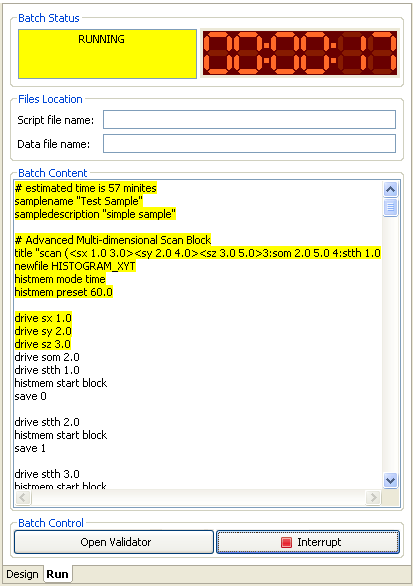 Batch Status
RUNNING
00:00:17
Files Location
Script file name:
Data file name:
Batch Content
# estimated time is 57 minites
samplename "Test Sample"
sampledescription "simple sample"
# Advanced Multi-dimensional Scan Block
title "scan (<sx 1.0 3.0><sy 2.0 4.0><sz 3.0 5.0>3:som 2.0 5.0 4:stth 1.0
newfile HISTOGRAM_XYT
histmem mode time
histmem preset 60.0
drive sx 1.0
drive sy 2.0
drive sz 3.0
drive som 2.0
drive stth 1.0
histmem start block
save 0
drive stth 2.0
histmem start block
save 1
drive stth 3.0
histmem start block
Batch Control
Open Validator
Interrupt
Design
Run